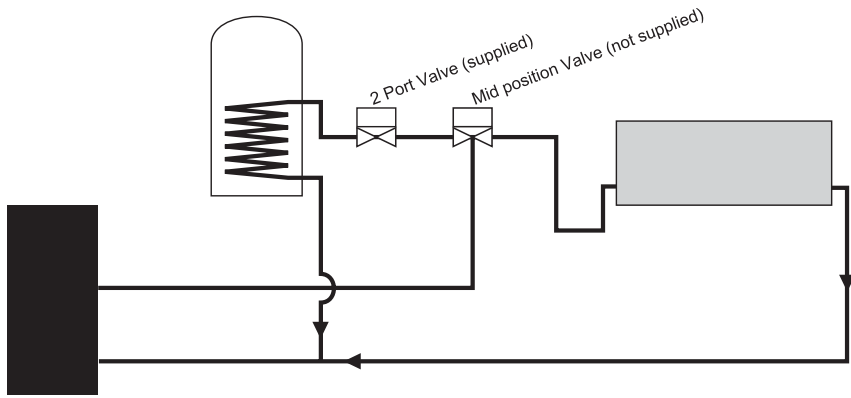 2 Port Valve (supplied)
Mid position Valve (not supplied)